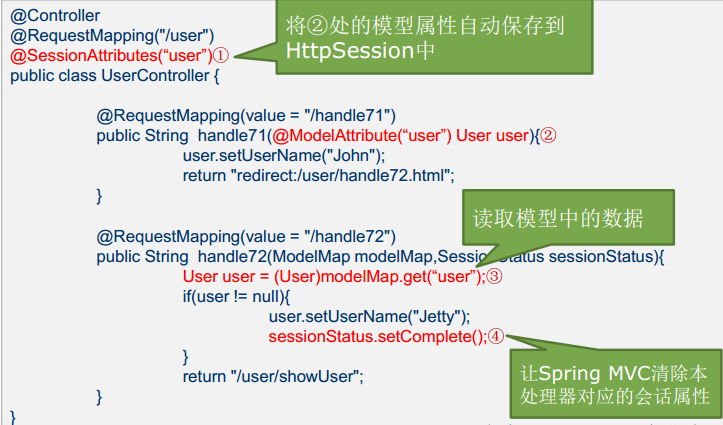 @Controller
@RequestMapping("/user")
@SessionAttributes(“user”)①
public class UserController {
将②处的模型属性自动保存到
HttpSession中
@RequestMapping(value = "/handle71")
public String handle71(@ModelAttribute(“user”) User user){②
user.setUserName("John");
return "redirect:/user/handle72.html";
}
读取模型中的数据
@RequestMapping(value = "/handle72")
public String handle72(ModelMap modelMap,SessionStatus sessionStatus){
User user = (User)modelMap.get(“user”);③
if(user != null){
user.setUserName("Jetty");
sessionStatus.setComplete();④
}
return "/user/showUser";
}
}
让Spring MVC清除本
处理器对应的会话属性